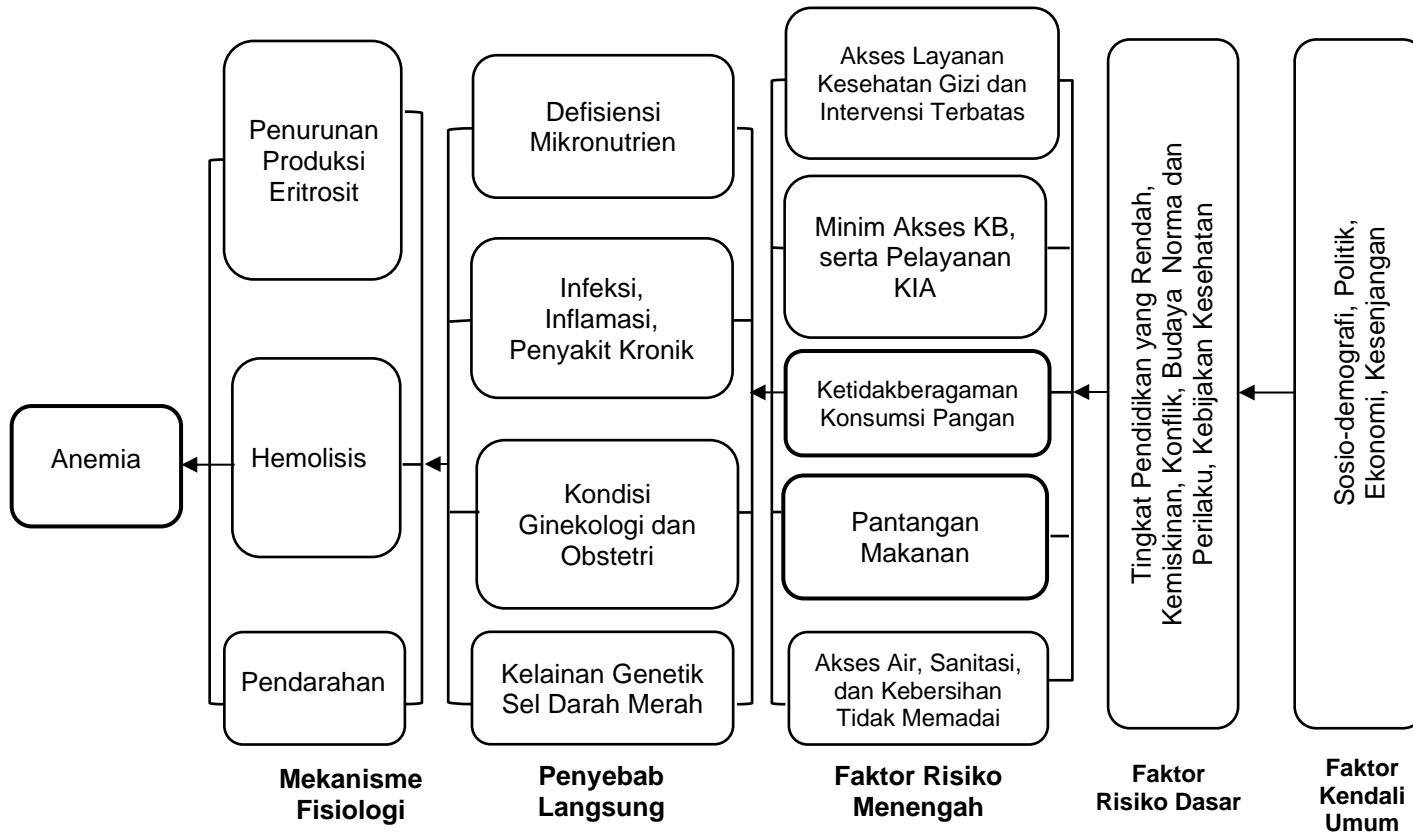 Anemia
Penurunan
Produksi
Eritrosit
Hemolisis
Pendarahan
Mekanisme
Fisiologi
Defisiensi
Mikronutrien
Infeksi,
Inflamasi,
Penyakit Kronik
Kondisi
Ginekologi dan
Obstetri
Kelainan Genetik
Sel Darah Merah
Penyebab
Langsung
Akses Layanan
Kesehatan Gizi dan
Intervensi Terbatas
Minim Akses KB,
serta Pelayanan
KIA
Ketidakberagaman
Konsumsi Pangan
Pantangan
Makanan
Akses Air, Sanitasi,
dan Kebersihan
Tidak Memadai
Faktor Risiko
Menengah
Tingkat Pendidikan yang Rendah,
Kemiskinan, Konflik, Budaya Norma dan
Perilaku, Kebijakan Kesehatan
Faktor
Risiko Dasar
Sosio-demografi, Politik,
Ekonomi, Kesenjangan
Faktor
Kendali
Umum